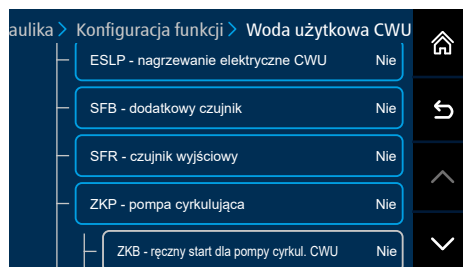 aulika > Konfiguracja funkcji > Woda użytkowa CWU
ESLP - nagrzewanie elektryczne CWU Nie
SFB - dodatkowy czujnik Nie
SFR - czujnik wyjściowy Nie
ZKP - pompa cyrkulująca Nie
ZKB - ręczny start dla pompy cyrkul. CWU Nie